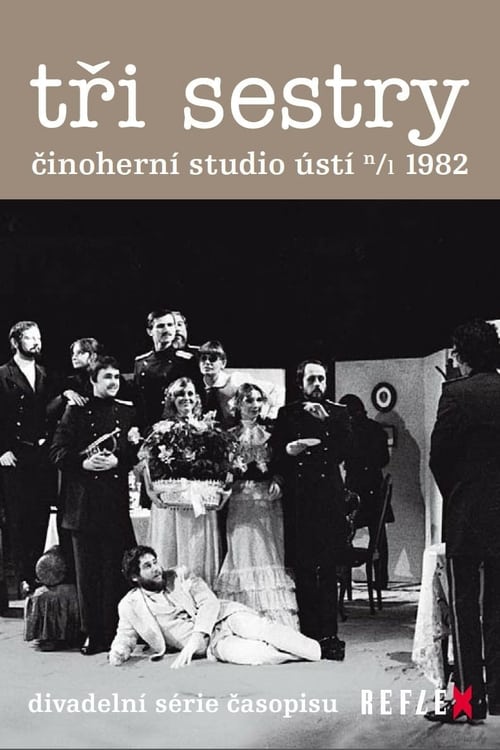 tři sestry
činoherní studio ústí n/l 1982
divadelní série časopisu REFLEX